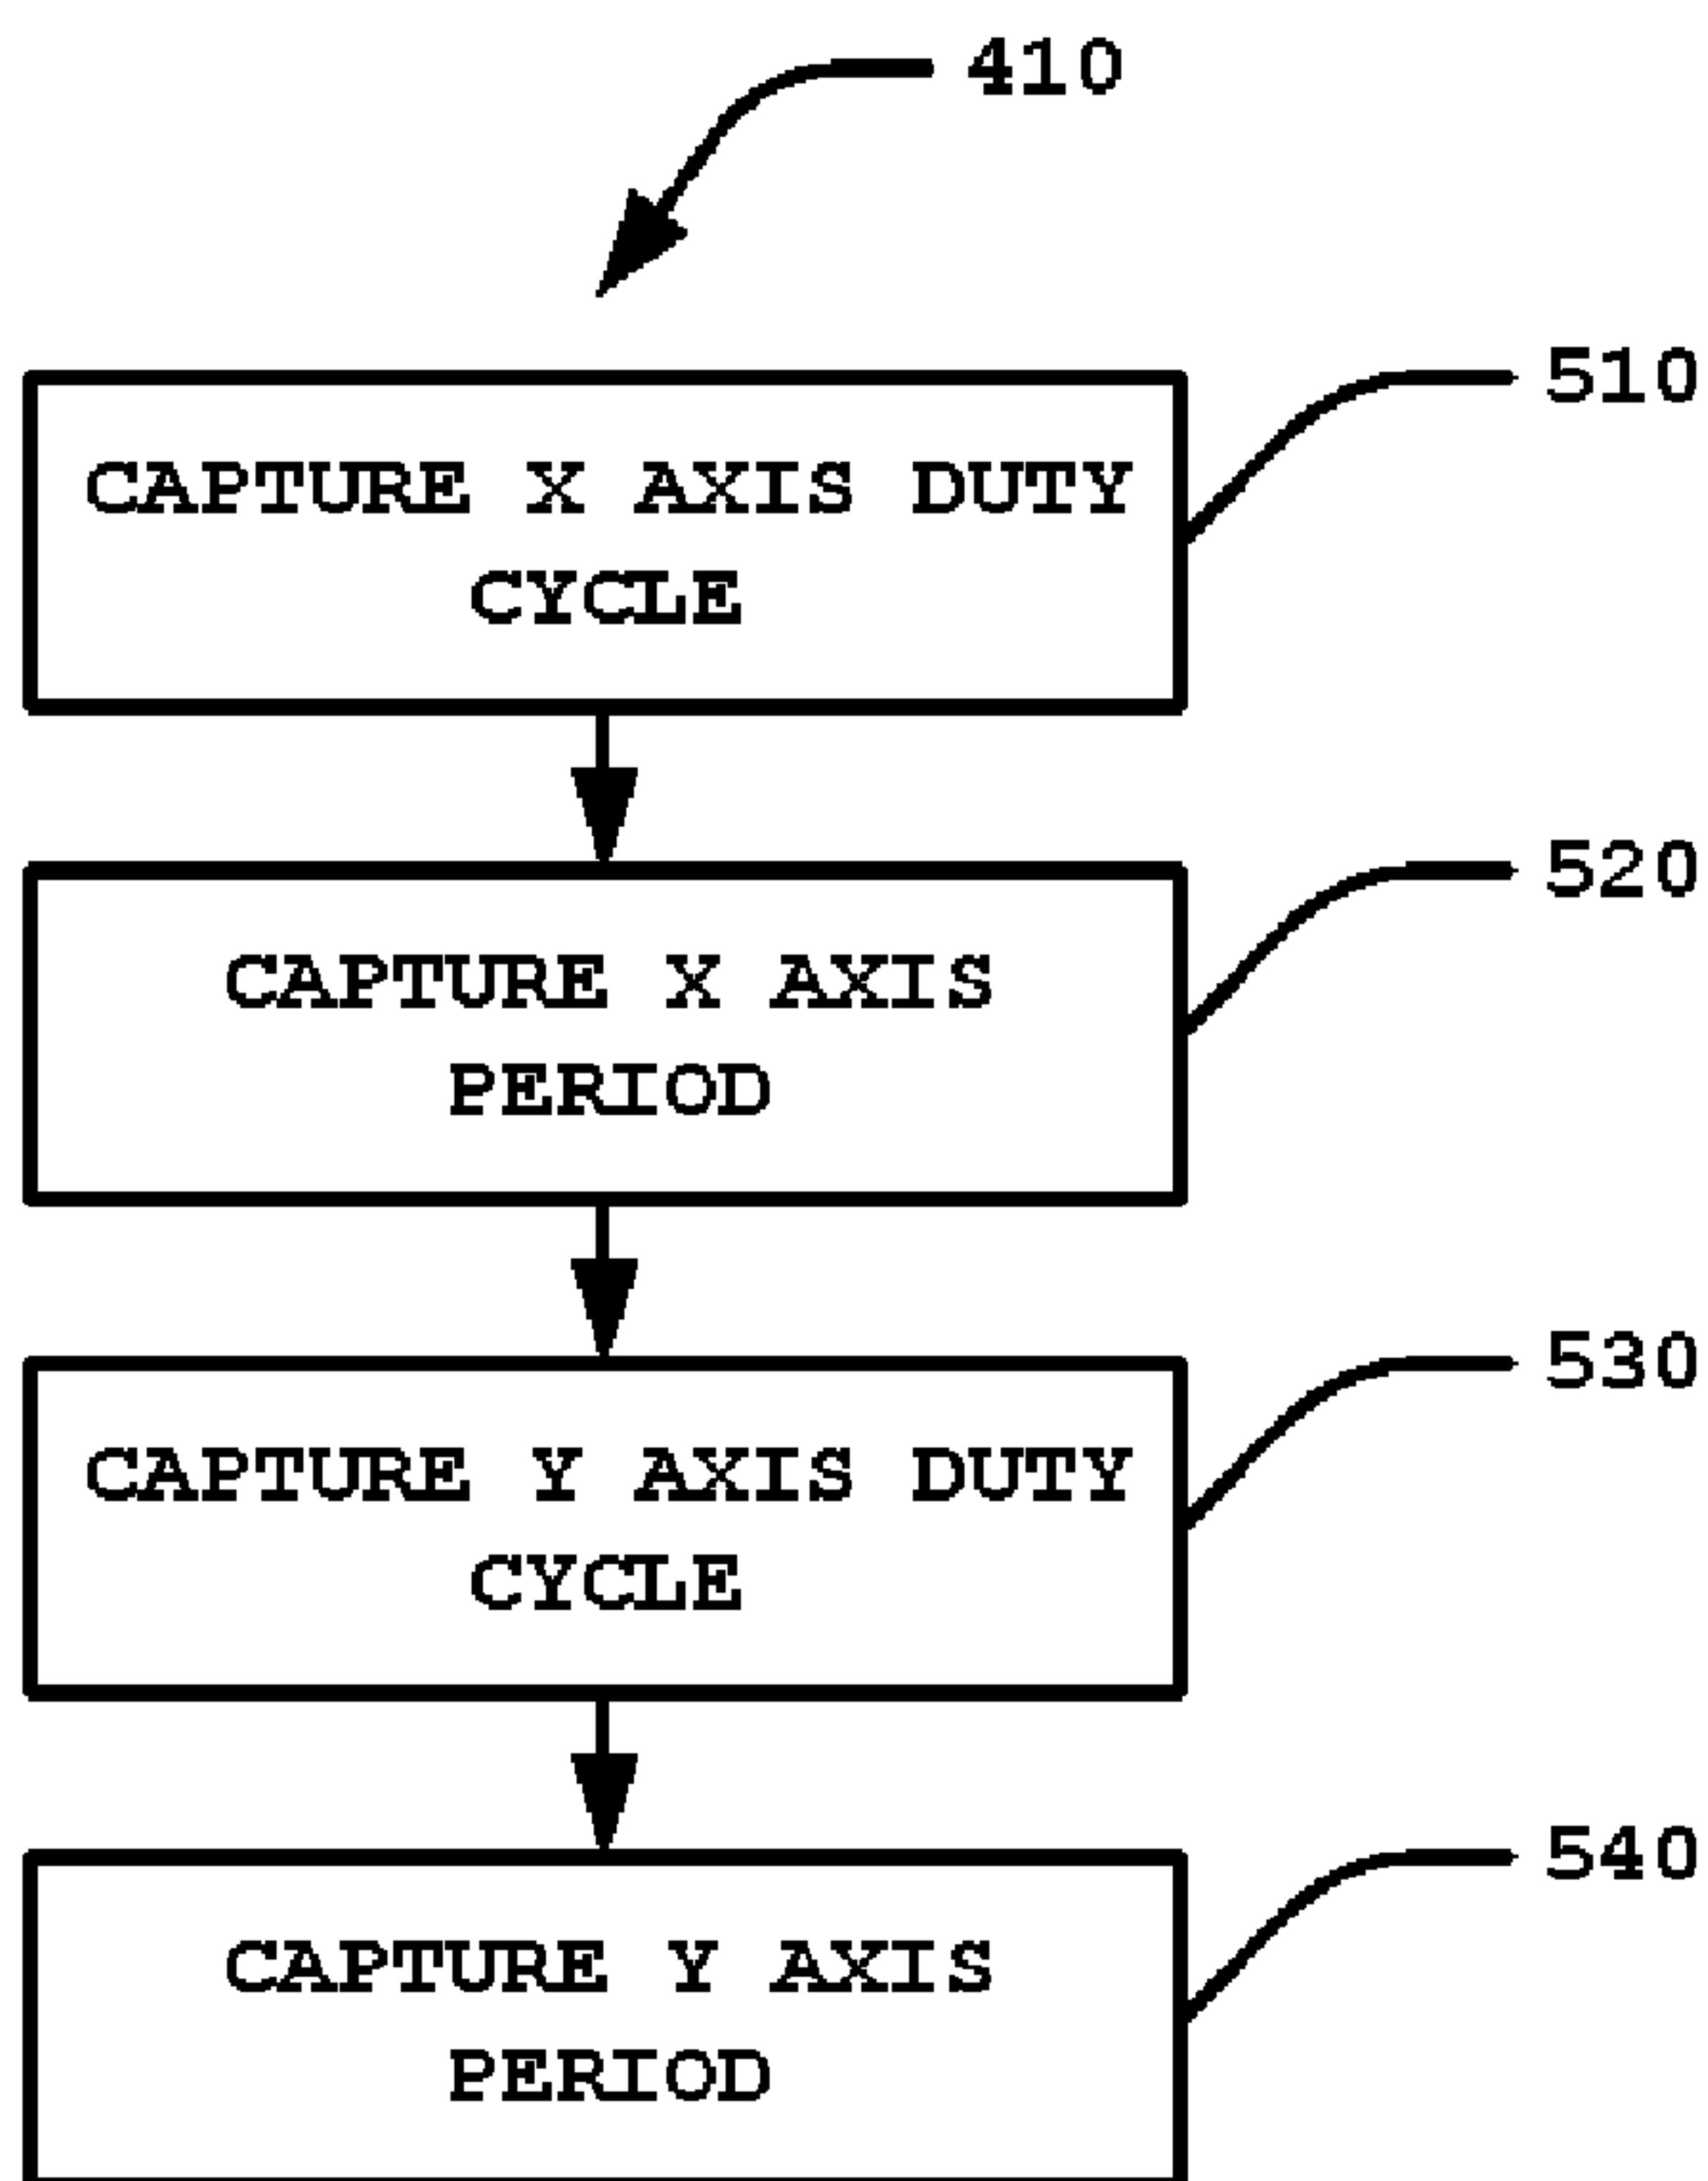 410
510
CAPTURE X AXIS DUTY
CYCLE
520
CAPTURE X AXIS
PERIOD
530
CAPTURE Y AXIS DUTY
CYCLE
540
CAPTURE Y AXIS
PERIOD